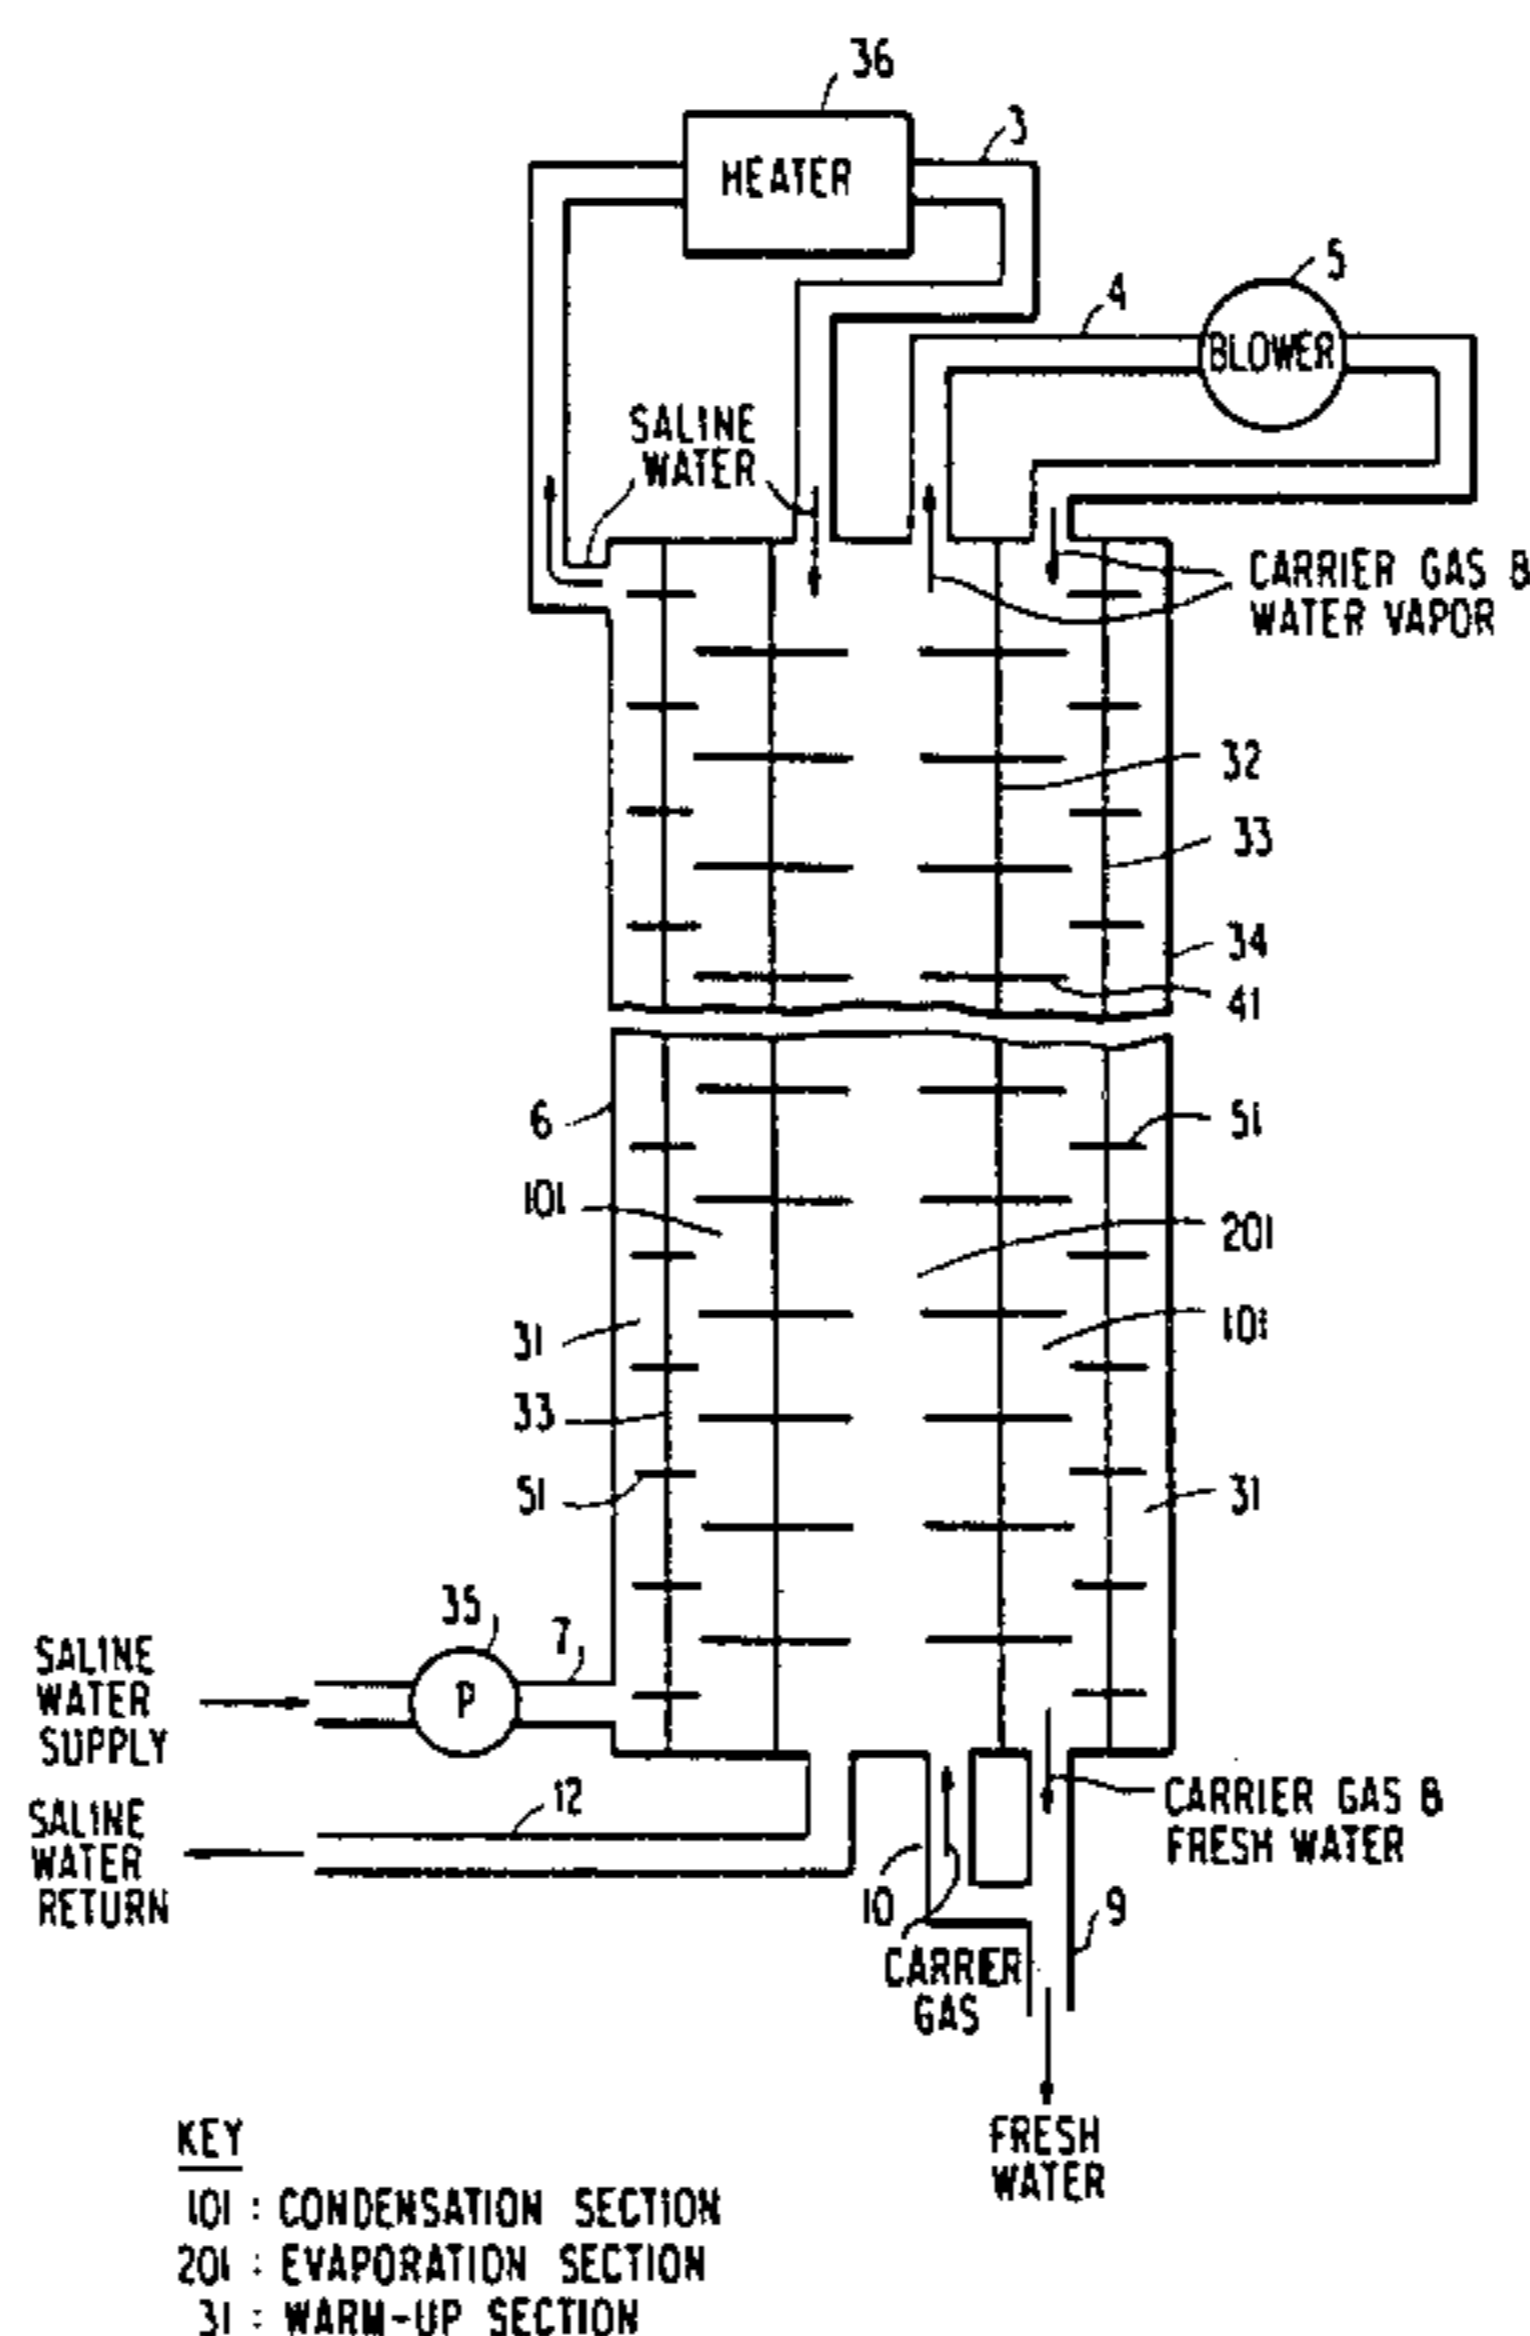 36
3
HEATER
5
4
BLOWER
SALINE
WATER
CARRIER GAS &
WATER VAPOR
32
33
34
41
6
51
101
201
31
101
33
51
31
35
7
SALINE
WATER
SUPPLY
P
12
SALINE
WATER
RETURN
CARRIER GAS &
FRESH WATER
10
9
CARRIER
GAS
FRESH
WATER
KEY
101 : CONDENSATION SECTION
201 : EVAPORATION SECTION
31 : WARM-UP SECTION